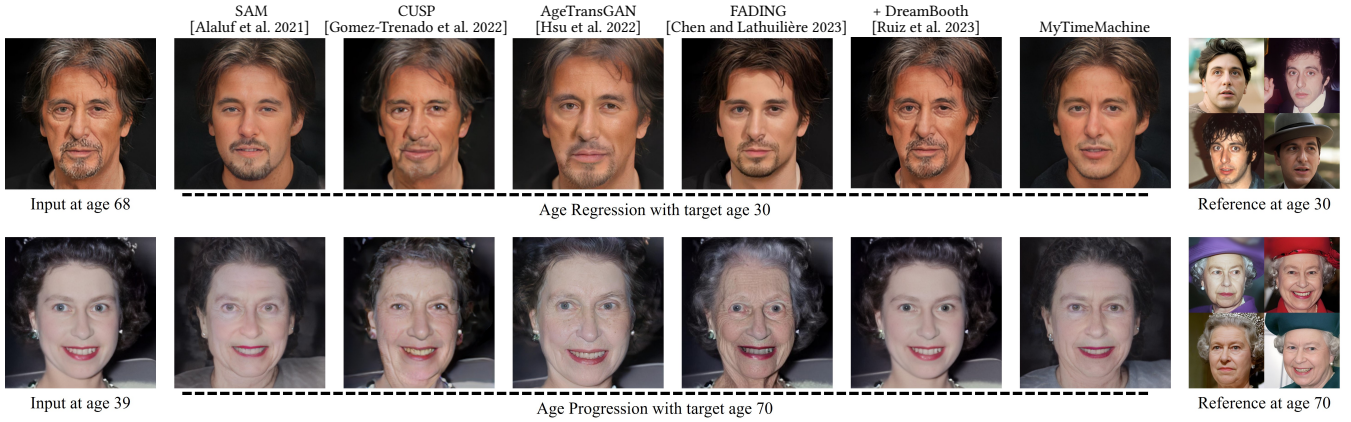 SAM
[Alaluf et al. 2021]
CUSP
[Gomez-Trenado et al. 2022]
AgeTransGAN
[Hsu et al. 2022]
FADING
[Chen and Lathuilière 2023]
+ DreamBooth
[Ruiz et al. 2023]
MyTimeMachine
Input at age 68
Age Regression with target age 30
Reference at age 30
Input at age 39
Age Progression with target age 70
Reference at age 70